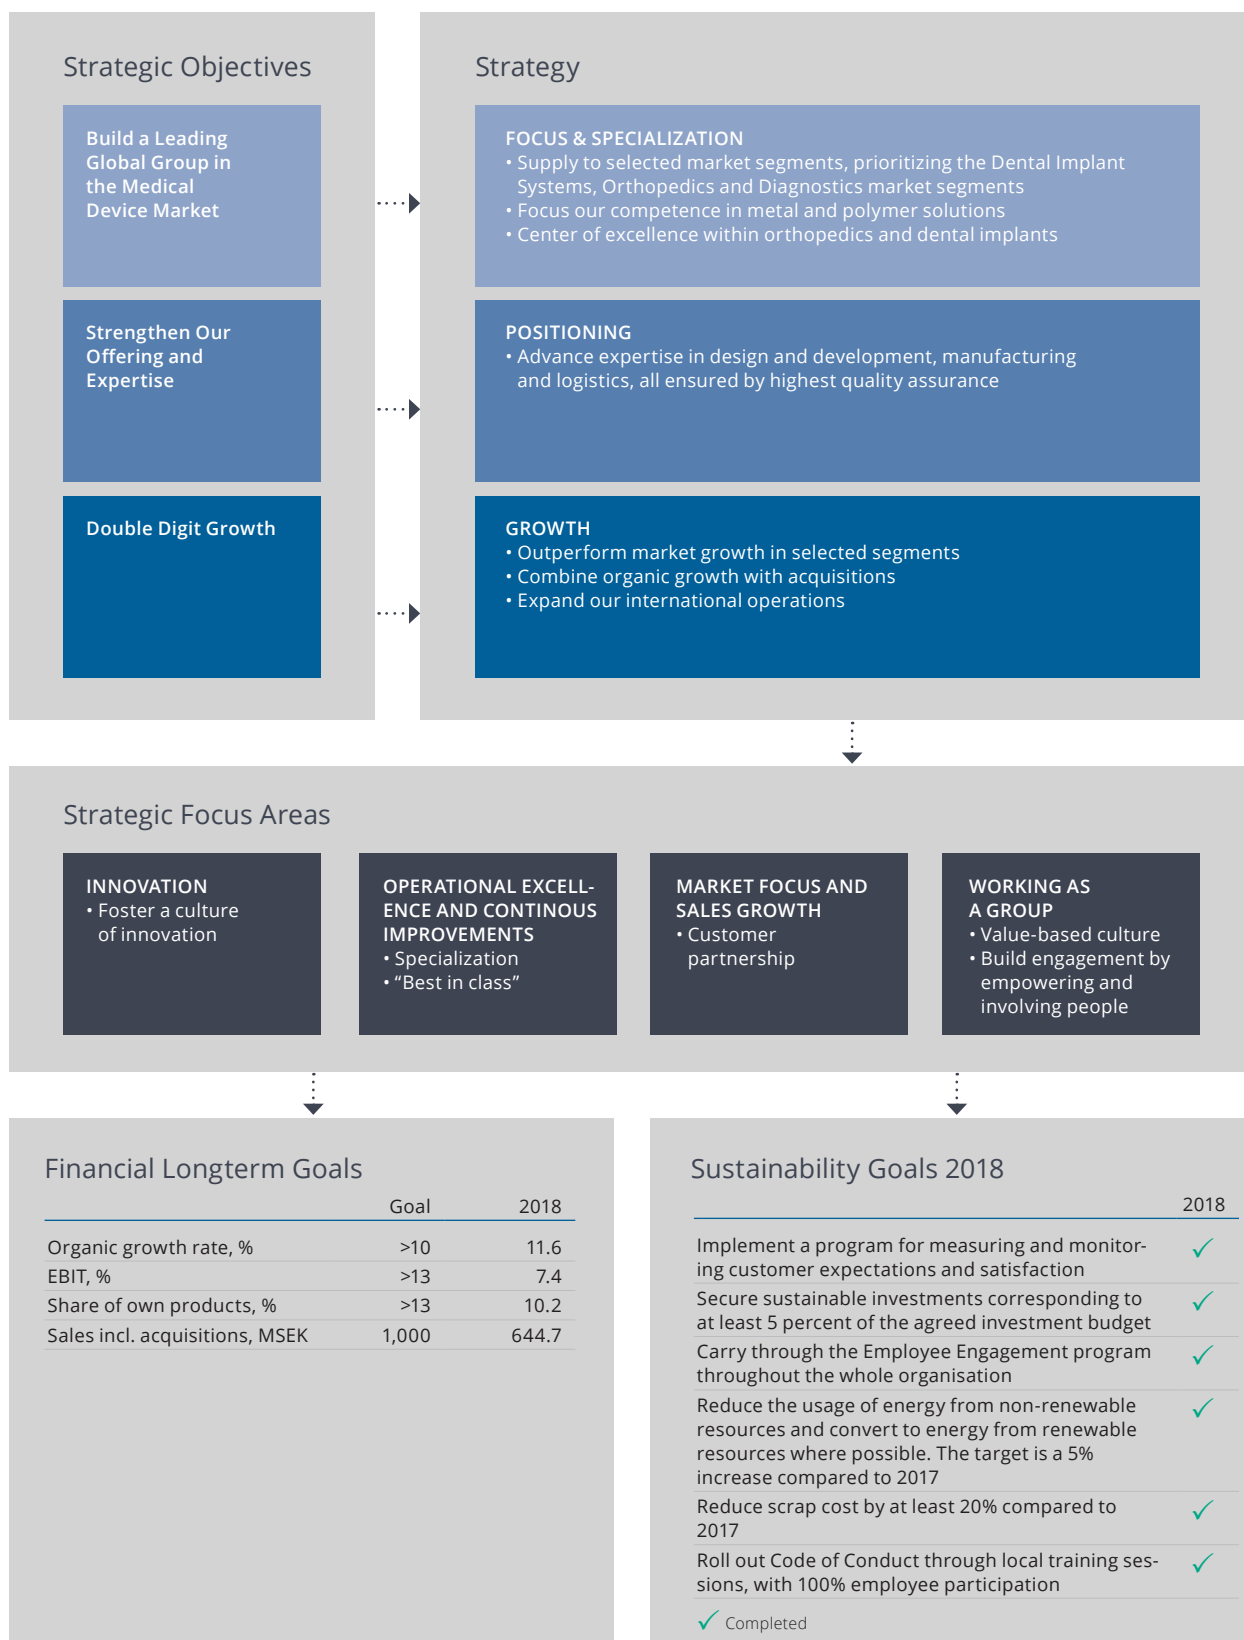 Strategic Objectives
Build a Leading
Global Group in
the Medical
Device Market
Strengthen Our
Offering and
Expertise
Double Digit Growth
Strategy
FOCUS & SPECIALIZATION
• Supply to selected market segments, prioritizing the Dental Implant
Systems, Orthopedics and Diagnostics market segments
• Focus our competence in metal and polymer solutions
• Center of excellence within orthopedics and dental implants
POSITIONING
• Advance expertise in design and development, manufacturing
and logistics, all ensured by highest quality assurance
GROWTH
• Outperform market growth in selected segments
• Combine organic growth with acquisitions
• Expand our international operations
Strategic Focus Areas
INNOVATION
• Foster a culture
of innovation
OPERATIONAL EXCELL-
ENCE AND CONTINOUS
IMPROVEMENTS
• Specialization
• “Best in class”
MARKET FOCUS AND
SALES GROWTH
• Customer
partnership
WORKING AS
A GROUP
• Value-based culture
• Build engagement by
empowering and
involving people
Financial Longterm Goals
Goal 2018
Organic growth rate, % >10 11.6
EBIT, % >13 7.4
Share of own products, % >13 10.2
Sales incl. acquisitions, MSEK 1,000 644.7
Sustainability Goals 2018
2018
Implement a program for measuring and monitor- ✓
ing customer expectations and satisfaction
Secure sustainable investments corresponding to ✓
at least 5 percent of the agreed investment budget
Carry through the Employee Engagement program ✓
throughout the whole organisation
Reduce the usage of energy from non-renewable ✓
resources and convert to energy from renewable
resources where possible. The target is a 5%
increase compared to 2017
Reduce scrap cost by at least 20% compared to ✓
2017
Roll out Code of Conduct through local training ses- ✓
sions, with 100% employee participation
✓ Completed